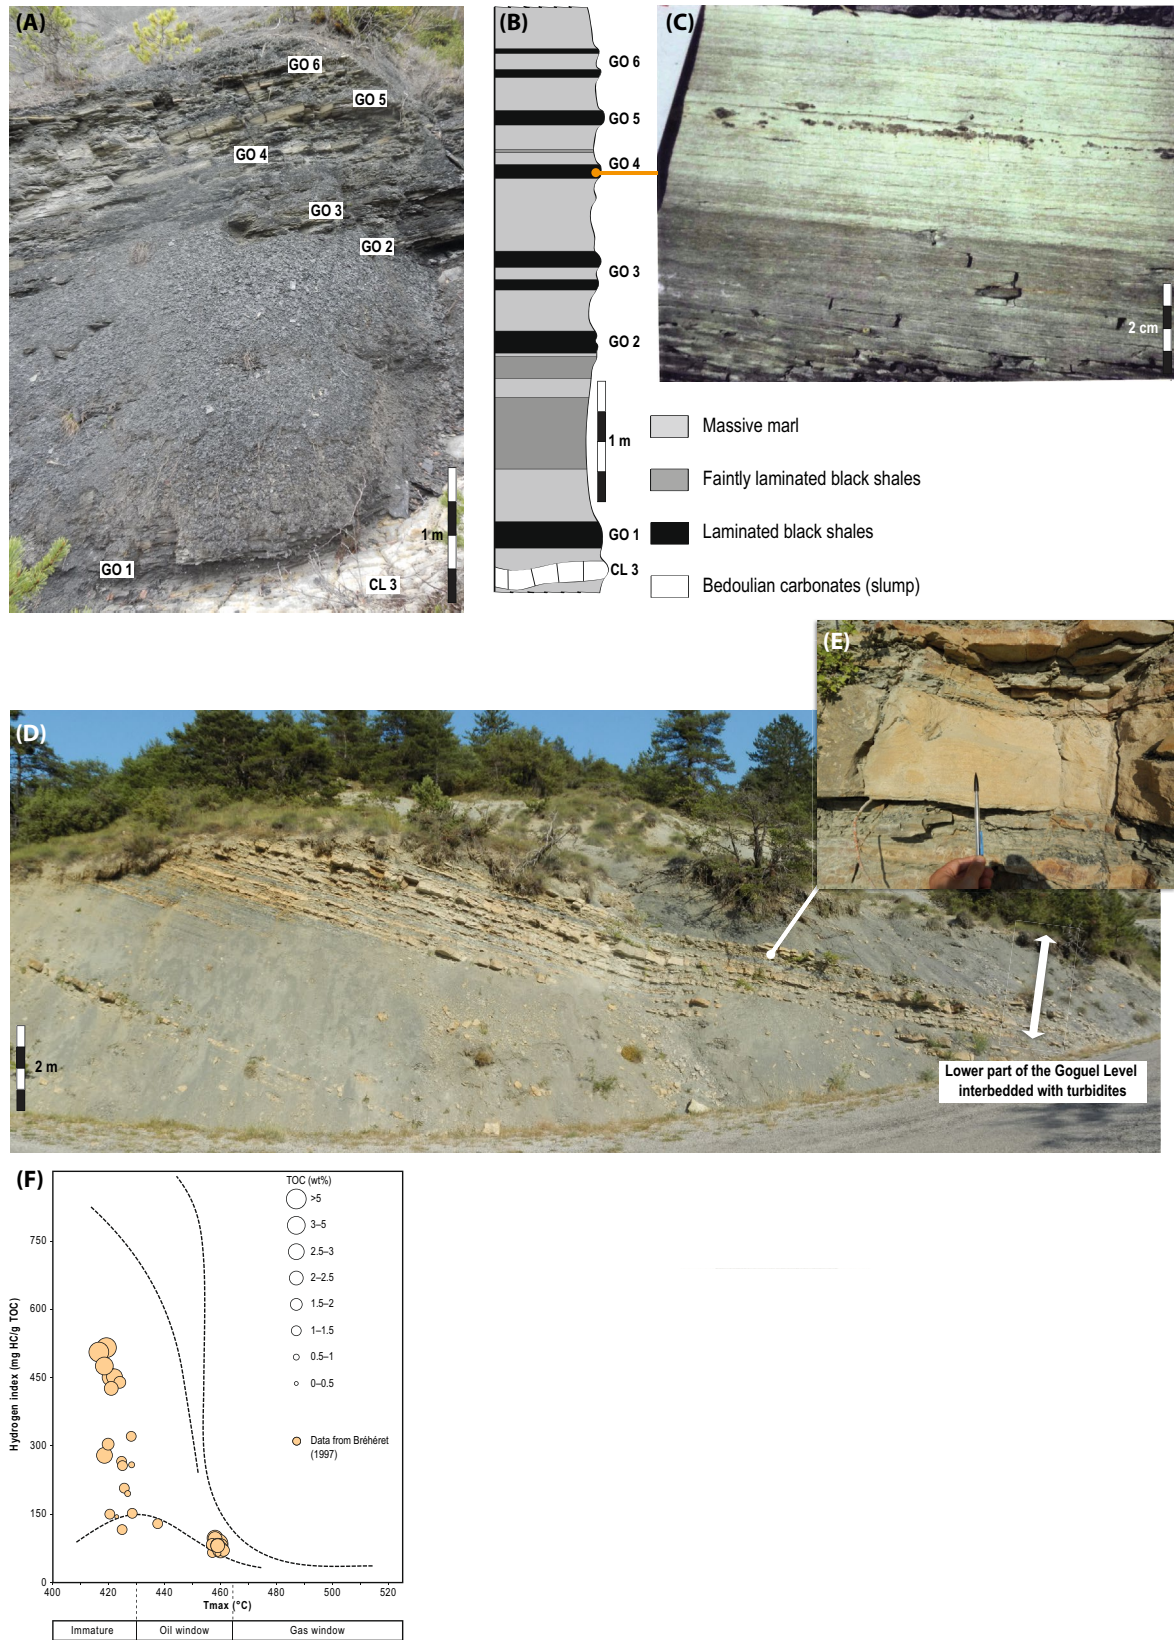 (A)
GO 6
GO 5
GO 4
GO 3
GO 2
GO 1
CL 3
1 m
(B)
GO 6
GO 5
GO 4
GO 3
GO 2
1 m
GO 1
CL 3
(C)
2 cm
Massive marl
Faintly laminated black shales
Laminated black shales
Bedoulian carbonates (slump)
(D)
2 m
(E)
Lower part of the Goguel Level
interbedded with turbidites
(F)
TOC (wt%)
>5
3–5
2.5–3
2–2.5
1.5–2
1–1.5
0.5–1
0–0.5
Data from Bréhéret
(1997)
Hydrogen index (mg HC/g TOC)
750
600
450
300
150
0
400
420
440
460
480
500
520
Tmax (°C)
Immature
Oil window
Gas window